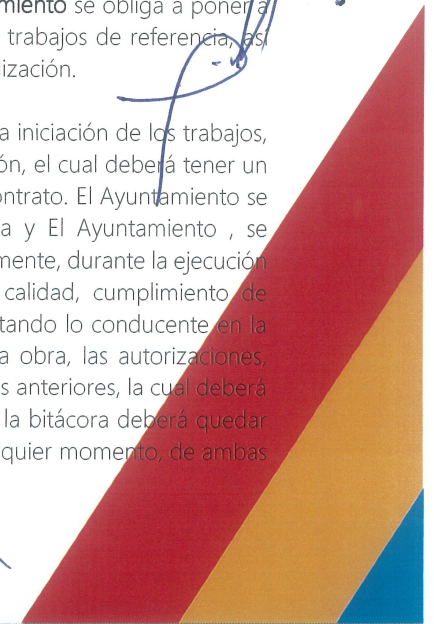 miento se obliga a poner a
trabajos de referencia, así
lización.
a iniciación de los trabajos,
ón, el cual deberá tener un
ontrato. El Ayuntamiento se
a y El Ayuntamiento , se
mente, durante la ejecución
calidad, cumplimiento de
tando lo conducente en la
a obra, las autorizaciones,
s anteriores, la cual deberá
la bitácora deberá quedar
quier momento, de ambas